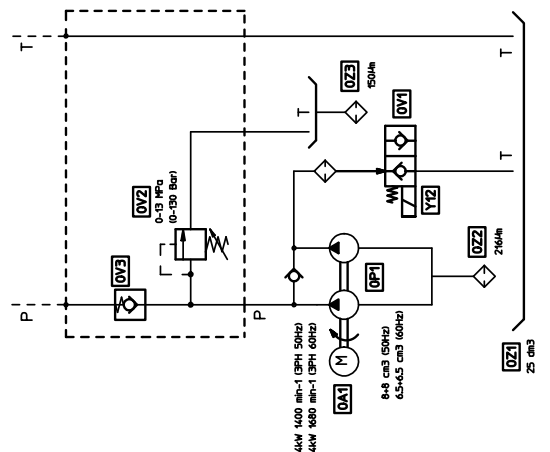 T
P
0V3
0V2
0-13 MPa
(0-130 Bar)
P
T
0Z3
150μm
0V1
Y12
T
T
0P1
0Z2
216μm
M
0A1
4kW 1400 min-1 (3PH 50Hz)
4kW 1680 min-1 (3PH 60Hz)
8+8 cm3 (50Hz)
6.5+6.5 cm3 (60Hz)
0Z1
25 dm3